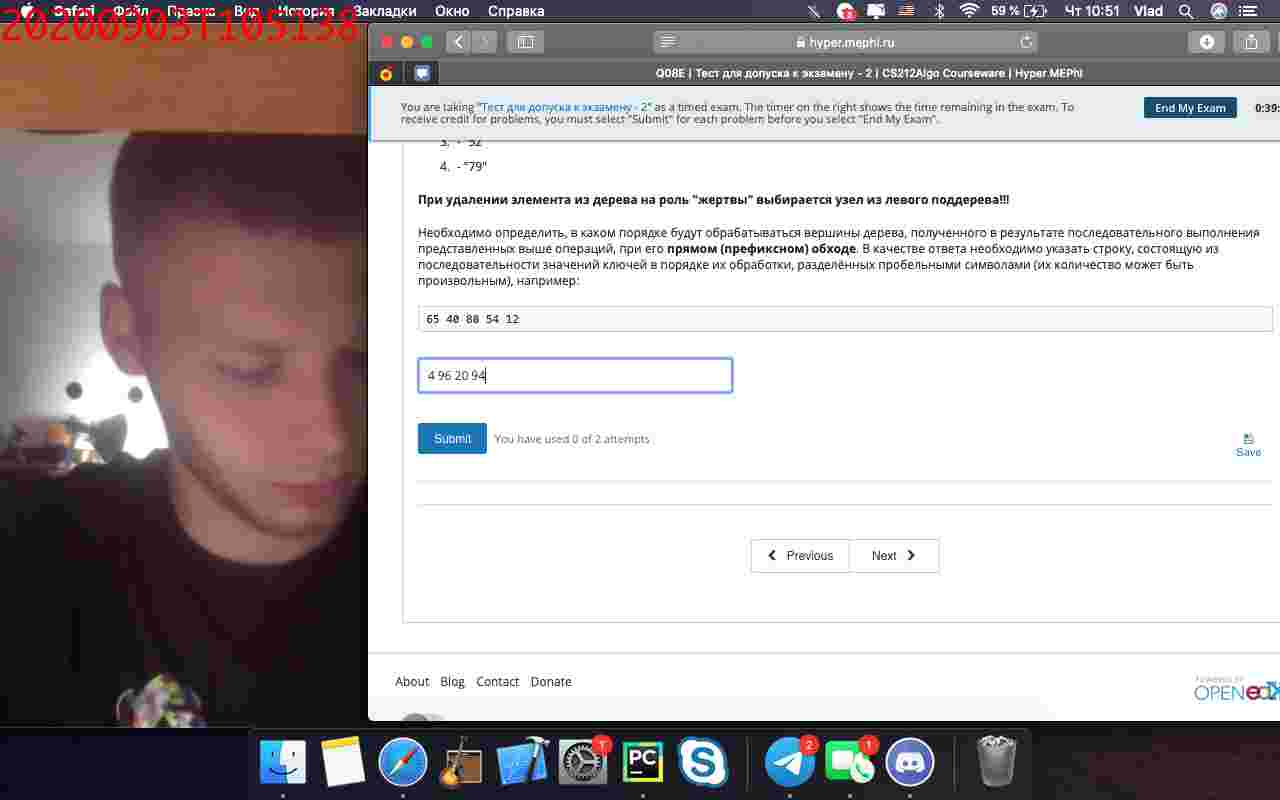 Safari Файл Правка Вид История Закладки Окно Справка
59 % Чт 10:51 Vlad
20200903T105138
hyper.mephi.ru
Q08E | Тест для допуска к экзамену - 2 | CS212Algo Courseware | Hyper.MEPhI
You are taking "Тест для допуска к экзамену - 2" as a timed exam. The timer on the right shows the time remaining in the exam. To
receive credit for problems, you must select "Submit" for each problem before you select "End My Exam".
End My Exam
0:39:
3. - "52"
4. - "79"
При удалении элемента из дерева на роль "жертвы" выбирается узел из левого поддерева!!!
Необходимо определить, в каком порядке будут обрабатываться вершины дерева, полученного в результате последовательного выполнения
представленных выше операций, при его прямом (префиксном) обходе. В качестве ответа необходимо указать строку, состоящую из
последовательности значений ключей в порядке их обработки, разделённых пробельными символами (их количество может быть
произвольным), например:
65 40 80 54 12
4 96 20 94
Submit
You have used 0 of 2 attempts
Save
Previous
Next
About Blog Contact Donate
POWERED BY
OPEN edX
PC